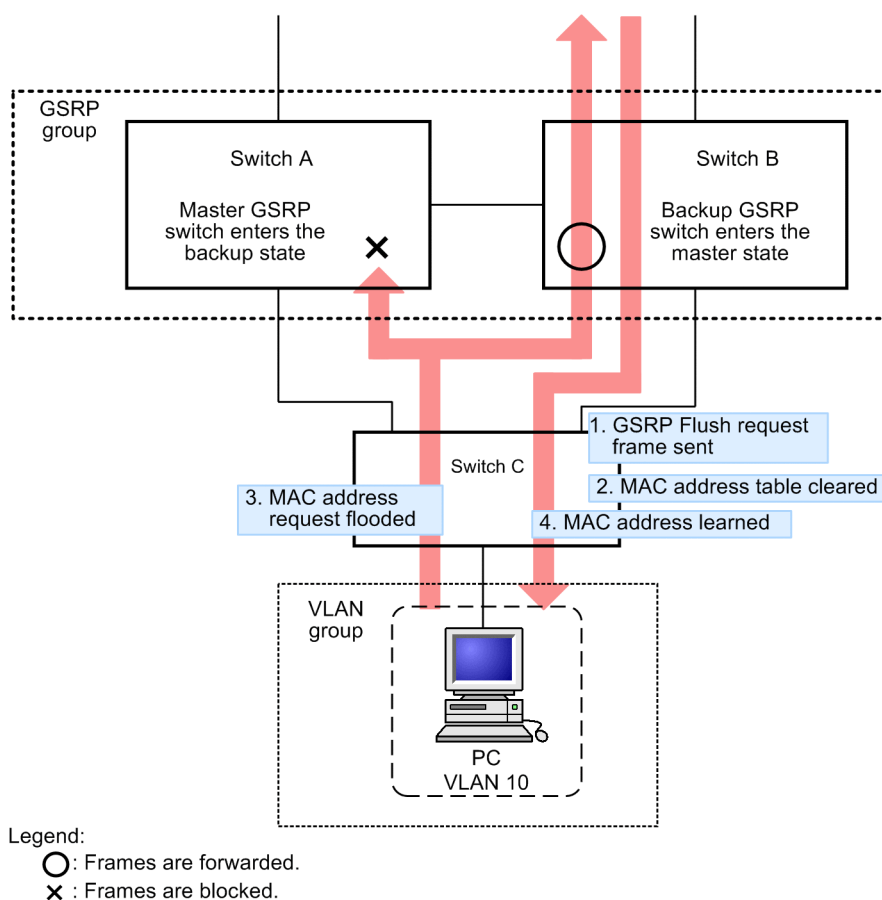 GSRP
group
Switch A
Master GSRP
switch enters the
backup state
Switch B
Backup GSRP
switch enters the
master state
Switch C
1. GSRP Flush request
frame sent
2. MAC address table cleared
3. MAC address
request flooded
4. MAC address learned
VLAN
group
PC
VLAN 10
Legend:
: Frames are forwarded.
: Frames are blocked.